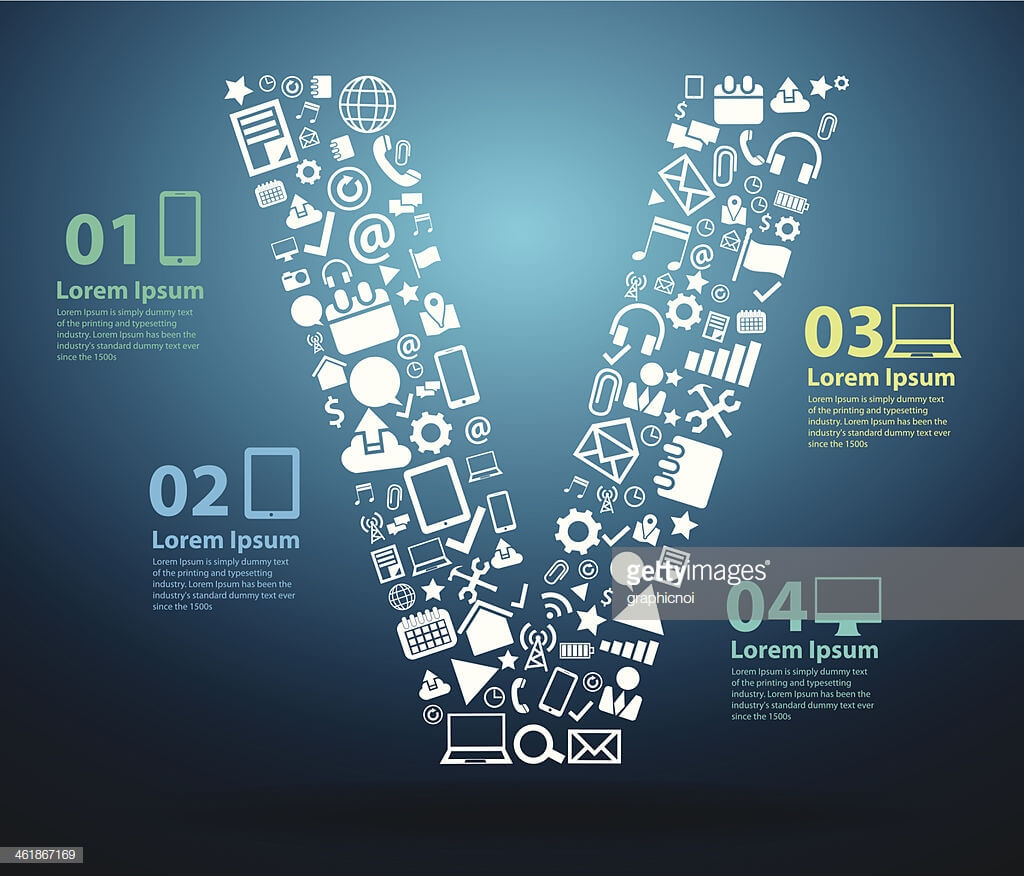 01
Lorem Ipsum
Lorem Ipsum is simply dummy text
of the printing and typesetting
industry. Lorem Ipsum has been the
industry's standard dummy text ever
since the 1500s
02
Lorem Ipsum
Lorem Ipsum is simply dummy text
of the printing and typesetting
industry. Lorem Ipsum has been the
industry's standard dummy text ever
since the 1500s
03
Lorem Ipsum
Lorem Ipsum is simply dummy text
of the printing and typesetting
industry. Lorem Ipsum has been the
industry's standard dummy text ever
since the 1500s
gettyimages®
graphicnoi
04
Lorem Ipsum
Lorem Ipsum is simply dummy text
of the printing and typesetting
industry. Lorem Ipsum has been the
industry's standard dummy text ever
since the 1500s
461867169